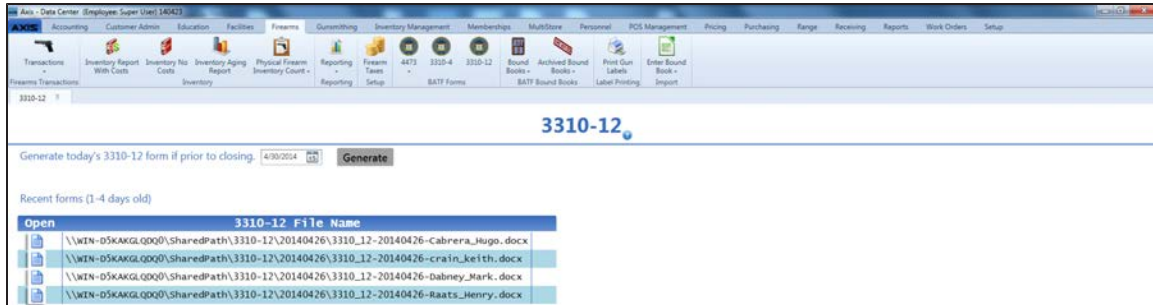 Axis - Data Center (Employee: Super User) 140423
AXIS Accounting Customer Admin Education Facilities Firearms Gunsmithing Inventory Management Memberships MultiStore Personnel POS Management Pricing Purchasing Range Receiving Reports Work Orders Setup
Transactions Inventory Report Inventory No Inventory Aging Physical Firearm Reporting Firearm 4473 3310-4 3310-12 Bound Archived Bound Print Gun Enter Bound
With Costs Costs Report Inventory Count Taxes Books Books Labels Book
Firearms Transactions Inventory Reporting Setup BATF Forms BATF Bound Books Label Printing Import
3310-12
3310-12
Generate today's 3310-12 form if prior to closing. 4/30/2014 15 Generate
Recent forms (1-4 days old)
Open 3310-12 File Name
\\WIN-D5KAKGLQDQ0\SharedPath\3310-12\20140426\3310_12-20140426-Cabrera_Hugo.docx
\\WIN-D5KAKGLQDQ0\SharedPath\3310-12\20140426\3310_12-20140426-crain_keith.docx
\\WIN-D5KAKGLQDQ0\SharedPath\3310-12\20140426\3310_12-20140426-Dabney_Mark.docx
\\WIN-D5KAKGLQDQ0\SharedPath\3310-12\20140426\3310_12-20140426-Raats_Henry.docx